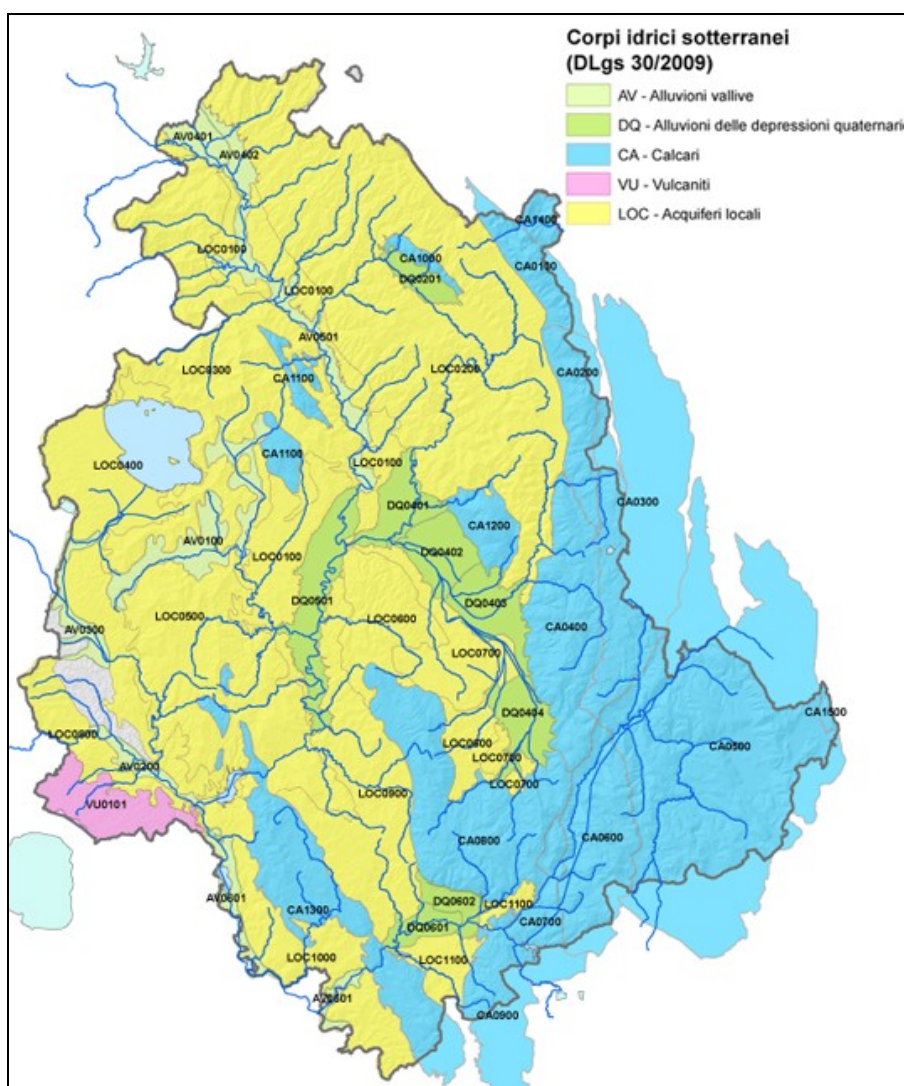 Corpi idrici sotterranei
(DLgs 30/2009)
AV - Alluvioni vallive
DQ - Alluvioni delle depressioni quaternari
CA - Calcari
VU - Vulcaniti
LOC - Acquiferi locali
AV0401
AV0402
CA1400
LOC0100
CA1000
CA0100
DQ0201
LOC0100
AV0501
LOC0300
LOC0200
CA1100
CA0200
CA1100
LOC0400
LOC0100
CA0300
DQ0401
CA1200
AV0100
LOC0100
DQ0402
DQ0501
DQ0403
LOC0500
LOC0600
CA0400
AV0300
LOC0700
DQ0404
CA1500
LOC0800
LOC0600
CA0500
AV0200
LOC0700
LOC0700
VU0101
LOC0900
CA0800
CA0600
AV0601
DQ0602
LOC1100
CA1300
DQ0601
CA0700
LOC1000
LOC1100
CA0900